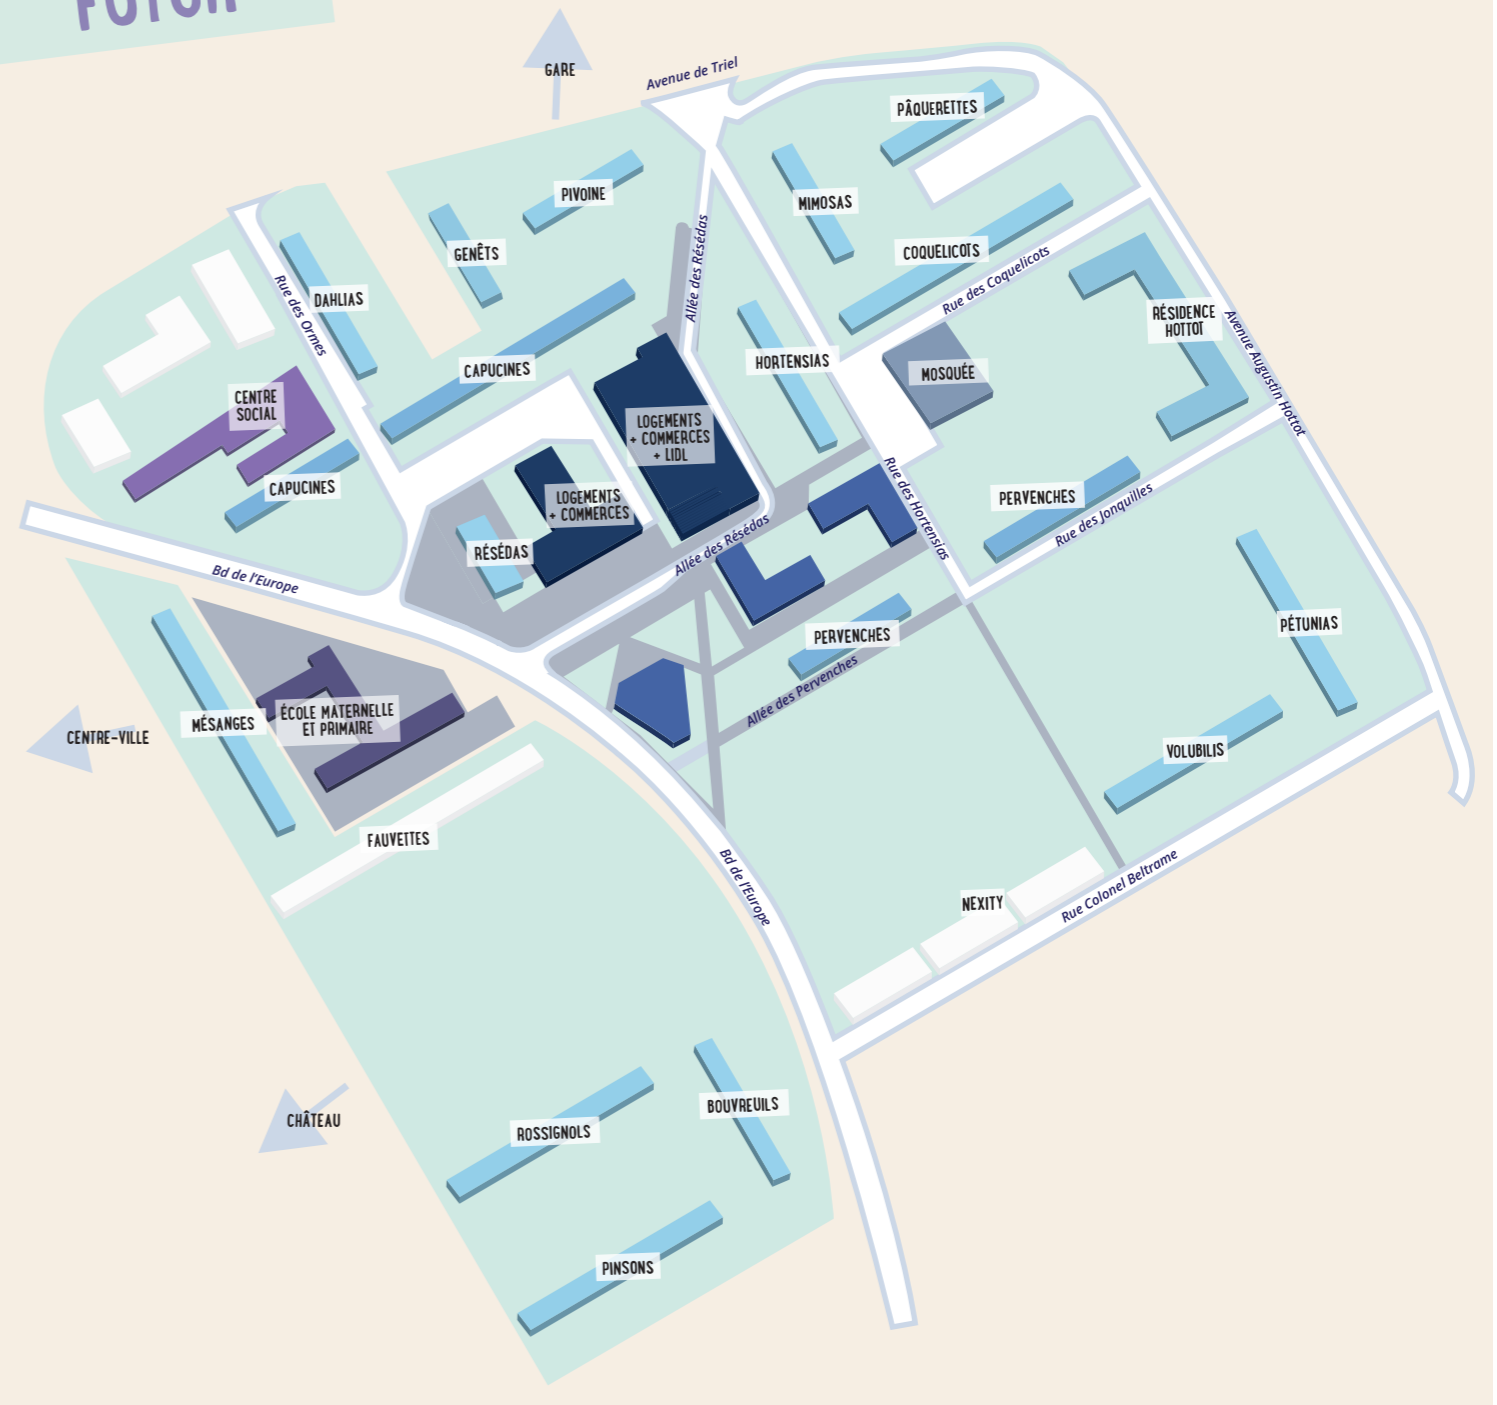 FUTUR
GARE
Avenue de Triel
PÂQUERETTES
PIVOINE
MIMOSAS
GENÊTS
Allée des Résédas
COQUELICOTS
Rue des Coquelicots
DAHLIAS
Rue des Ormes
RÉSIDENCE
HOTTOT
Avenue Augustin Hottot
CAPUCINES
HORTENSIAS
MOSQUÉE
CENTRE
SOCIAL
LOGEMENTS
+ COMMERCES
+ LIDL
CAPUCINES
LOGEMENTS
+ COMMERCES
PERVENCHES
Rue des Hortensias
Rue des Jonquilles
RÉSÉDAS
Allée des Résédas
Bd de l'Europe
PERVENCHES
PÉTUNIAS
Allée des Pervenches
MÉSANGES
ÉCOLE MATERNELLE
ET PRIMAIRE
CENTRE-VILLE
VOLUBILIS
FAUVETTES
Bd de l'Europe
NEXITY
Rue Colonel Beltrame
CHÂTEAU
ROSSIGNOLS
BOUVREUILS
PINSONS